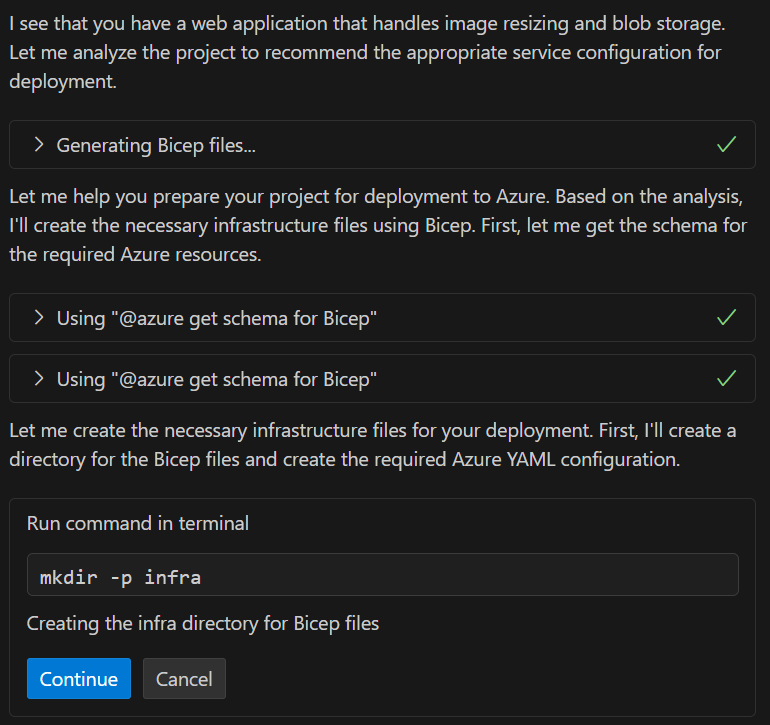 I see that you have a web application that handles image resizing and blob storage.
Let me analyze the project to recommend the appropriate service configuration for
deployment.
Generating Bicep files...
Let me help you prepare your project for deployment to Azure. Based on the analysis,
I'll create the necessary infrastructure files using Bicep. First, let me get the schema for
the required Azure resources.
Using "@azure get schema for Bicep"
Using "@azure get schema for Bicep"
Let me create the necessary infrastructure files for your deployment. First, I'll create a
directory for the Bicep files and create the required Azure YAML configuration.
Run command in terminal
mkdir -p infra
Creating the infra directory for Bicep files
Continue Cancel